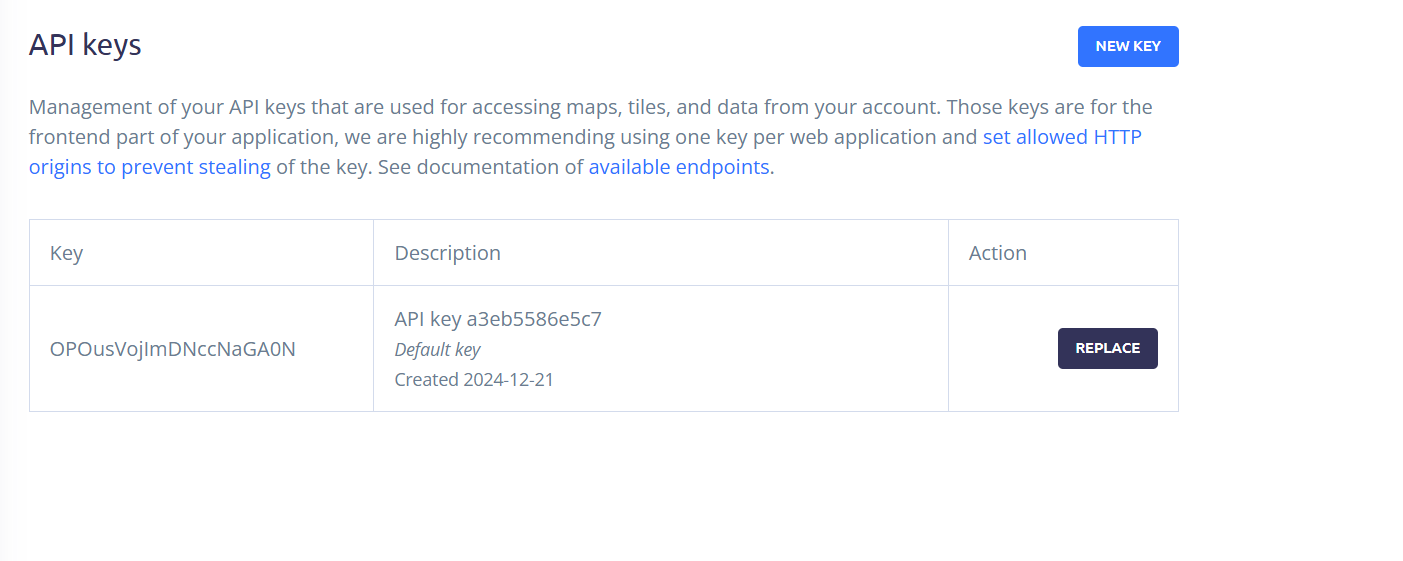 API keys
NEW KEY
Management of your API keys that are used for accessing maps, tiles, and data from your account. Those keys are for the
frontend part of your application, we are highly recommending using one key per web application and set allowed HTTP
origins to prevent stealing of the key. See documentation of available endpoints.
Key Description Action
API key a3eb5586e5c7
OPOusVojImDNccNaGA0N Default key REPLACE
Created 2024-12-21